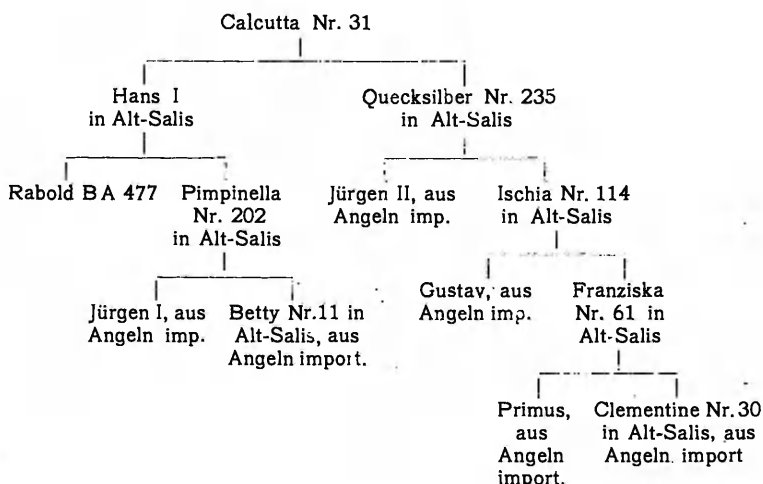 Calcutta Nr. 31
Hans I
in Alt-Salis
Quecksilber Nr. 235
in Alt-Salis
Rabold BA 477
Pimpinella
Nr. 202
in Alt-Salis
Jürgen II, aus
Angeln imp.
Ischia Nr. 114
in Alt-Salis
Jürgen I, aus
Angeln imp.
Betty Nr. 11 in
Alt-Salis, aus
Angeln import.
Gustav, aus
Angeln imp.
Franziska
Nr. 61 in
Alt-Salis
Primus,
aus
Angeln
import.
Clementine Nr. 30
in Alt-Salis, aus
Angeln. import